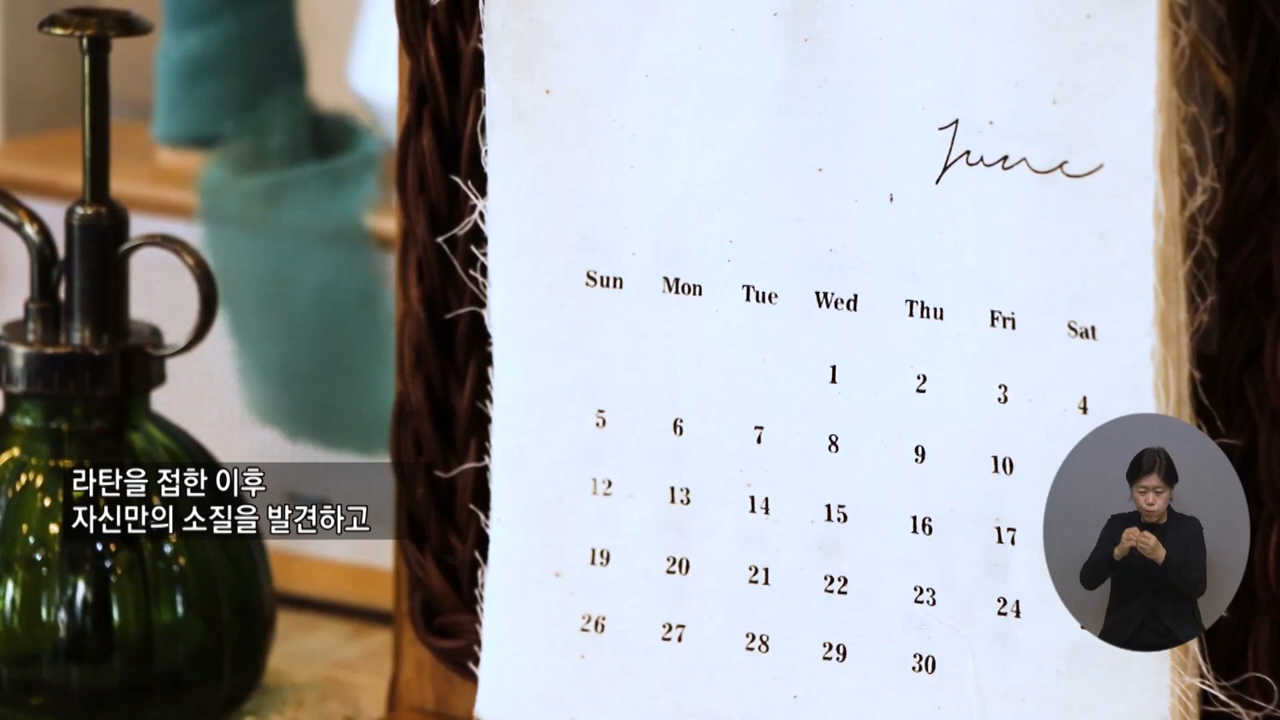 June
Sun Mon Tue Wed Thu Fri Sat
1 2 3 4
5 6 7 8 9 10
12 13 14 15 16 17
19 20 21 22 23 24
26 27 28 29 30
라탄을 접한 이후
자신만의 소질을 발견하고